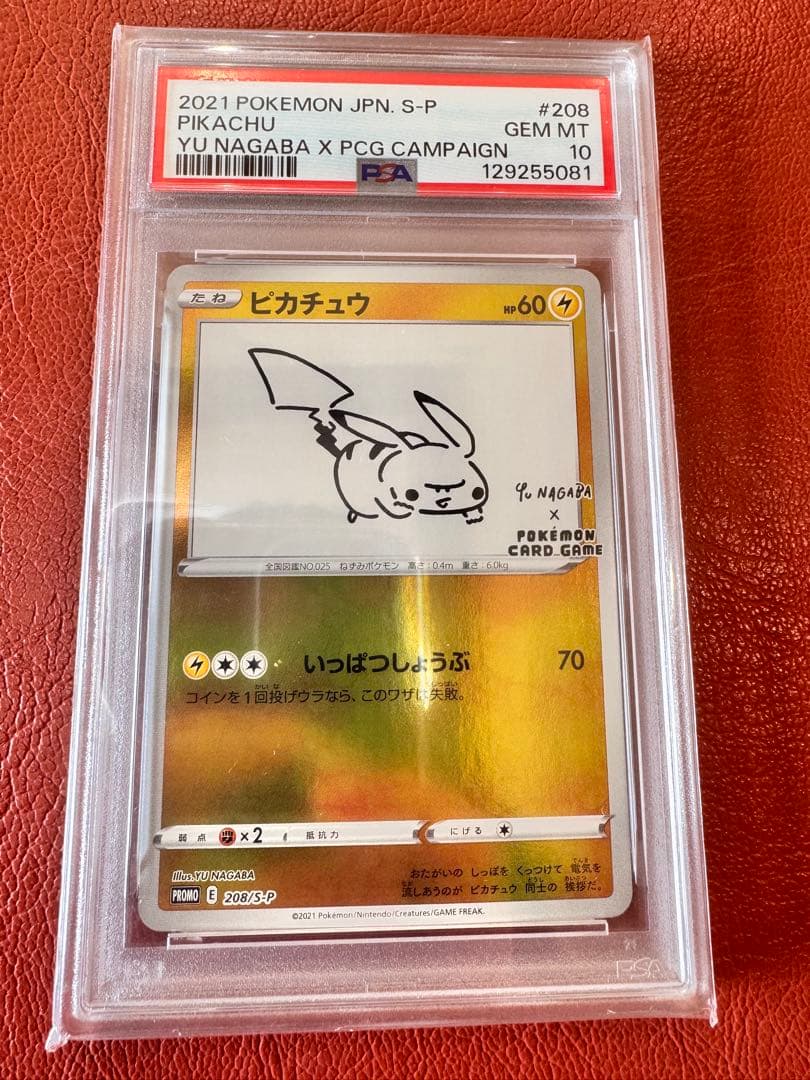 2021 POKEMON JPN. S-P #208
PIKACHU GEM MT
YU NAGABA X PCG CAMPAIGN 10
PSA 129255081
たね ピカチュウ HP60
YU NAGABA
X
POKÉMON
CARD GAME
全国図鑑NO.025 ねずみポケモン 高さ:0.4m 重さ:6.0kg
いっぱつしょうぶ 70
コインを1回投げウラなら、このワザは失敗。
弱点 ×2 抵抗力 にげる
Illus.YU NAGABA
おたがいの しっぽを くっつけて 電気を
流しあうのが ピカチュウ 同士の 挨拶だ。
PROMO E 208/S-P
©2021 Pokémon/Nintendo/Creatures/GAME FREAK.
PSA